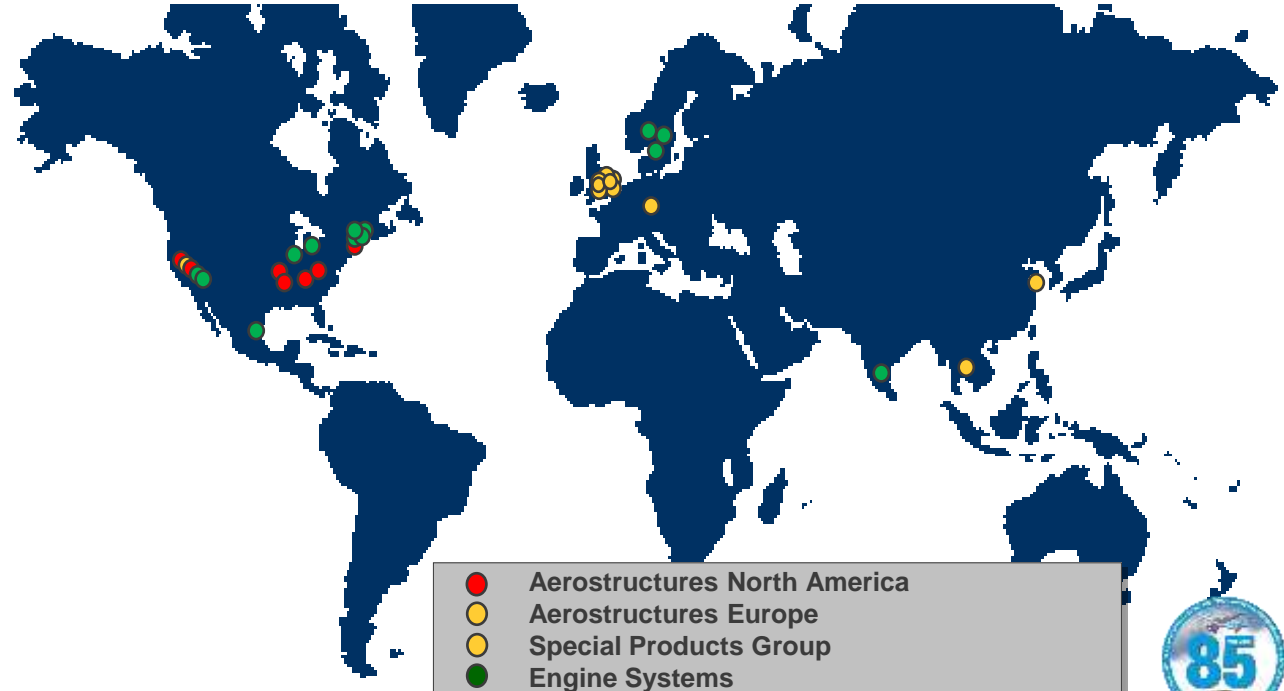 Aerostructures North America
Aerostructures Europe
Special Products Group
Engine Systems
85